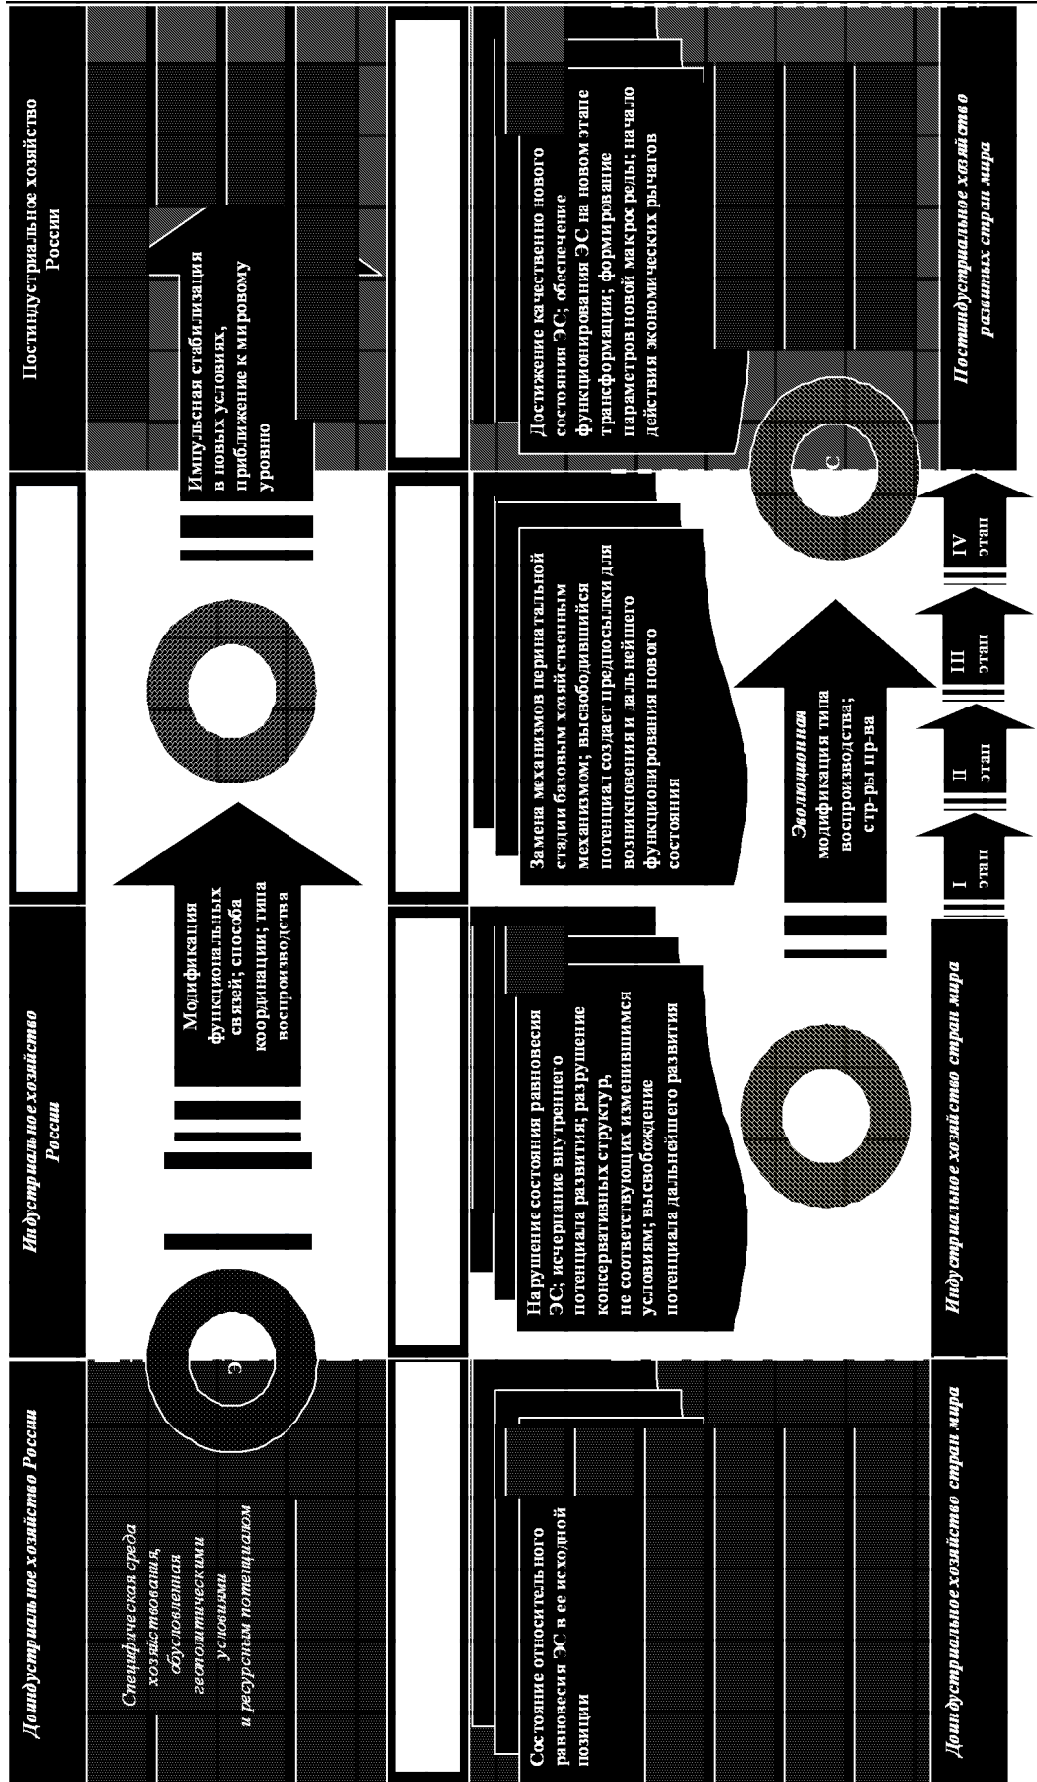 Доиндустриальное хозяйство России
Индустриальное хозяйство
России
Постиндустриальное хозяйство
России
Специфическая среда
хозяйствования,
обусловленная
геополитическими
условиями
и ресурсным потенциалом
Э
Модификация
функциональных
связей; способа
координации; типа
воспроизводства
Импульсная стабилизация
в новых условиях,
приближение к мировому
уровню
Состояние относительного
равновесия ЭС в ее исходной
позиции
Нарушение состояния равновесия
ЭС; исчерпание внутреннего
потенциала развития; разрушение
консервативных структур,
не соответствующих изменившимся
условиям; высвобождение
потенциала дальнейшего развития
Замена механизмов перинатальной
стадии базовым хозяйственным
механизмом; высвободившийся
потенциал создает предпосылки для
возникновения и дальнейшего
функционирования нового
состояния
Достижение качественно нового
состояния ЭС; обеспечение
функционирования ЭС на новом этапе
трансформации; формирование
параметров новой макросреды; начало
действия экономических рычагов
Эволюционная
модификация типа
воспроизводства;
стр-ры пр-ва
С
Доиндустриальное хозяйство стран мира
Индустриальное хозяйство стран мира
I
этап
II
этап
III
этап
IV
этап
Постиндустриальное хозяйство
развитых стран мира